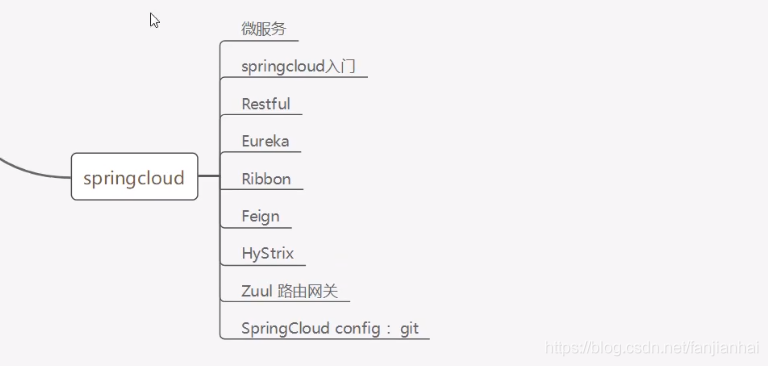 微服务
springcloud入门
Restful
Eureka
springcloud
Ribbon
Feign
HyStrix
Zuul 路由网关
SpringCloud config ：git
https://blog.csdn.net/fanjianhai